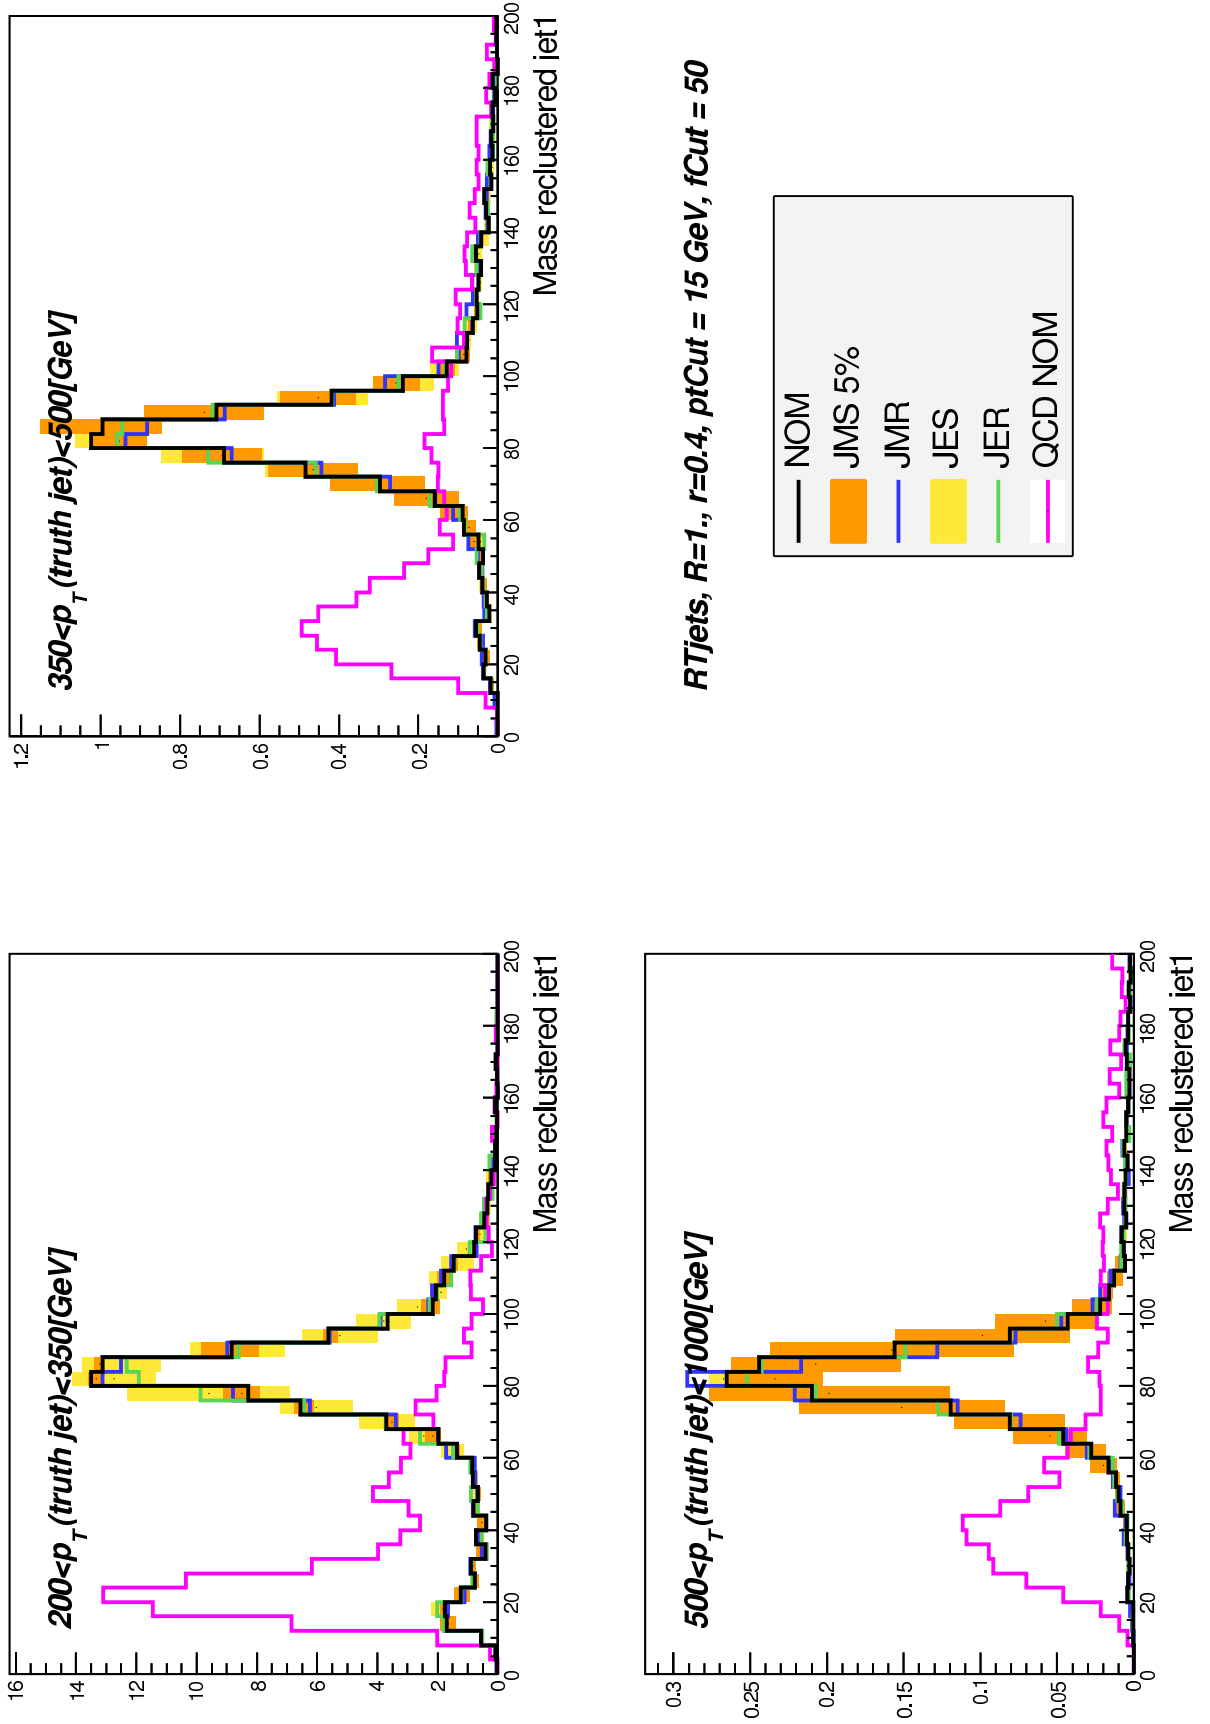 200<p_T(truth jet)<350[GeV]
16
14
12
10
8
6
4
2
0
0 20 40 60 80 100 120 140 160 180 200
Mass reclustered jet1
350<p_T(truth jet)<500[GeV]
1.2
1
0.8
0.6
0.4
0.2
0
0 20 40 60 80 100 120 140 160 180 200
Mass reclustered jet1
500<p_T(truth jet)<1000[GeV]
0.3
0.25
0.2
0.15
0.1
0.05
0
0 20 40 60 80 100 120 140 160 180 200
Mass reclustered jet1
RTjets, R=1., r=0.4, ptCut = 15 GeV, fCut = 50
NOM
JMS 5%
JMR
JES
JER
QCD NOM